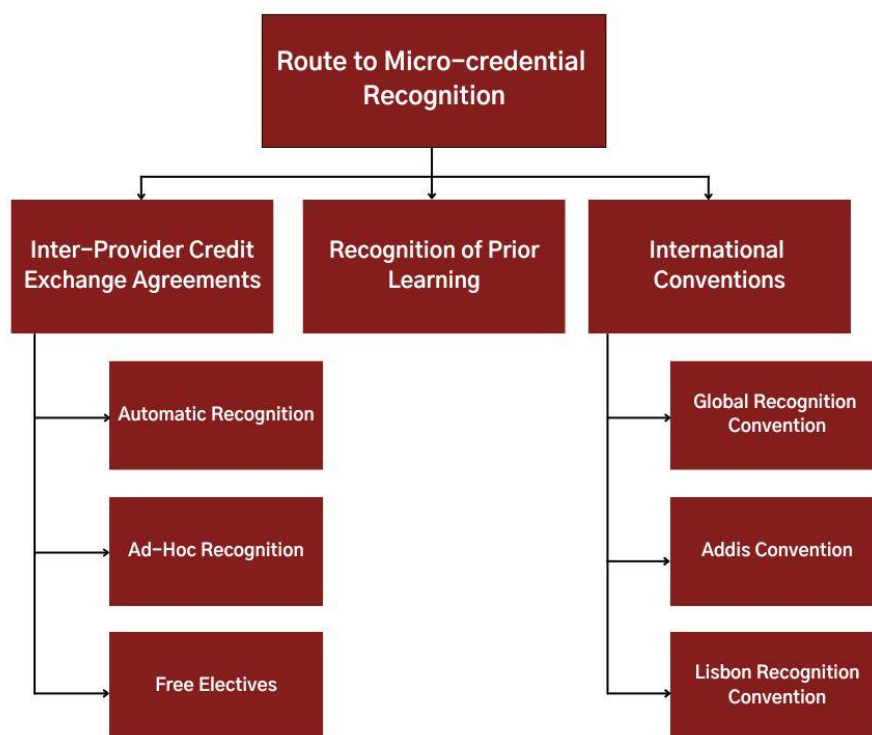 Route to Micro-credential
Recognition
Inter-Provider Credit
Exchange Agreements
Recognition of Prior
Learning
International
Conventions
Automatic Recognition
Ad-Hoc Recognition
Free Electives
Global Recognition
Convention
Addis Convention
Lisbon Recognition
Convention